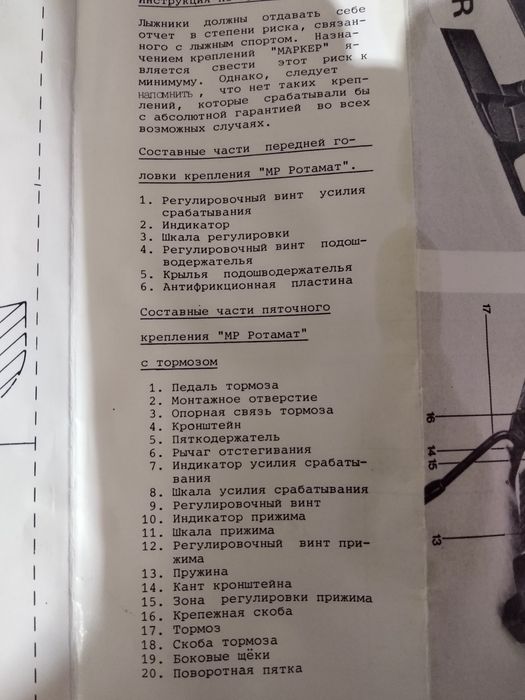 Лыжники должны отдавать себе
отчет в степени риска, связан-
ного с лыжным спортом. Назна-
чением креплений "МАРКЕР" я-
вляется свести этот риск к
минимуму. Однако, следует
напомнить, что нет таких креп-
лений, которые срабатывали бы
с абсолютной гарантией во всех
возможных случаях.
Составные части передней го-
ловки крепления "МР Ротамат".
1. Регулировочный винт усилия
срабатывания
2. Индикатор
3. Шкала регулировки
4. Регулировочный винт подош-
водержателья
5. Крылья подошводержателья
6. Антифрикционная пластина
Составные части пяточного
крепления "МР Ротамат"
с тормозом
1. Педаль тормоза
2. Монтажное отверстие
3. Опорная связь тормоза
4. Кронштейн
5. Пяткодержатель
6. Рычаг отстегивания
7. Индикатор усилия срабаты-
вания
8. Шкала усилия срабатывания
9. Регулировочный винт
10. Индикатор прижима
11. Шкала прижима
12. Регулировочный винт при-
жима
13. Пружина
14. Кант кронштейна
15. Зона регулировки прижима
16. Крепежная скоба
17. Тормоз
18. Скоба тормоза
19. Боковые щёки
20. Поворотная пятка
R
17
16
14
15
13